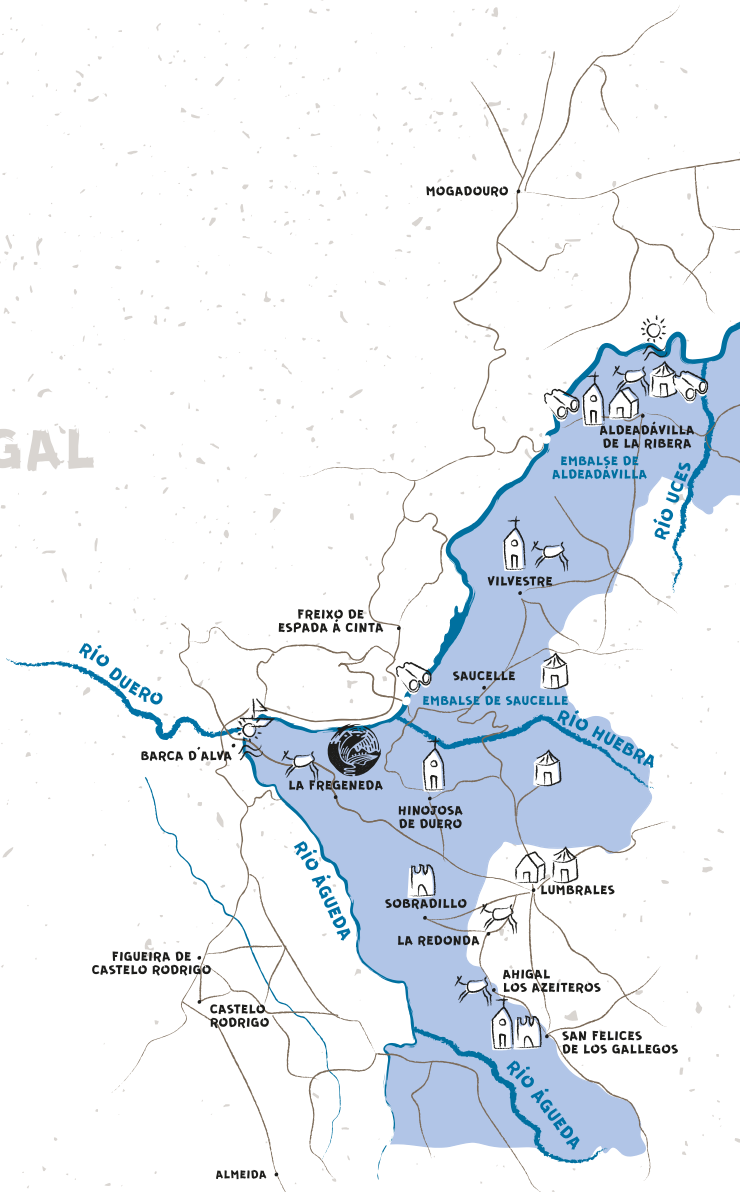 MOGADOURO
ALDEADÁVILLA
DE LA RIBERA
EMBALSE DE
ALDEADÁVILLA
GAL
RÍO UCES
VILVESTRE
FREIXO DE
ESPADA Á CINTA
RÍO DUERO
SAUCELLE
EMBALSE DE SAUCELLE
RÍO HUEBRA
BARCA D'ALVA
LA FREGENEDA
HINOJOSA
DE DUERO
RÍO ÁGUEDA
LUMBRALES
SOBRADILLO
LA REDONDA
FIGUEIRA DE
CASTELO RODRIGO
AHIGAL
LOS AZEITEROS
CASTELO
RODRIGO
SAN FELICES
DE LOS GALLEGOS
RÍO ÁGUEDA
ALMEIDA